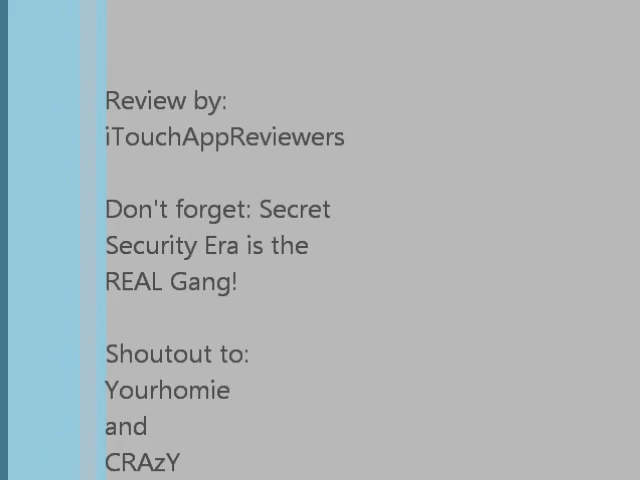 Review by:
iTouchAppReviewers
Don't forget: Secret
Security Era is the
REAL Gang!
Shoutout to:
Yourhomie
and
CRAzY